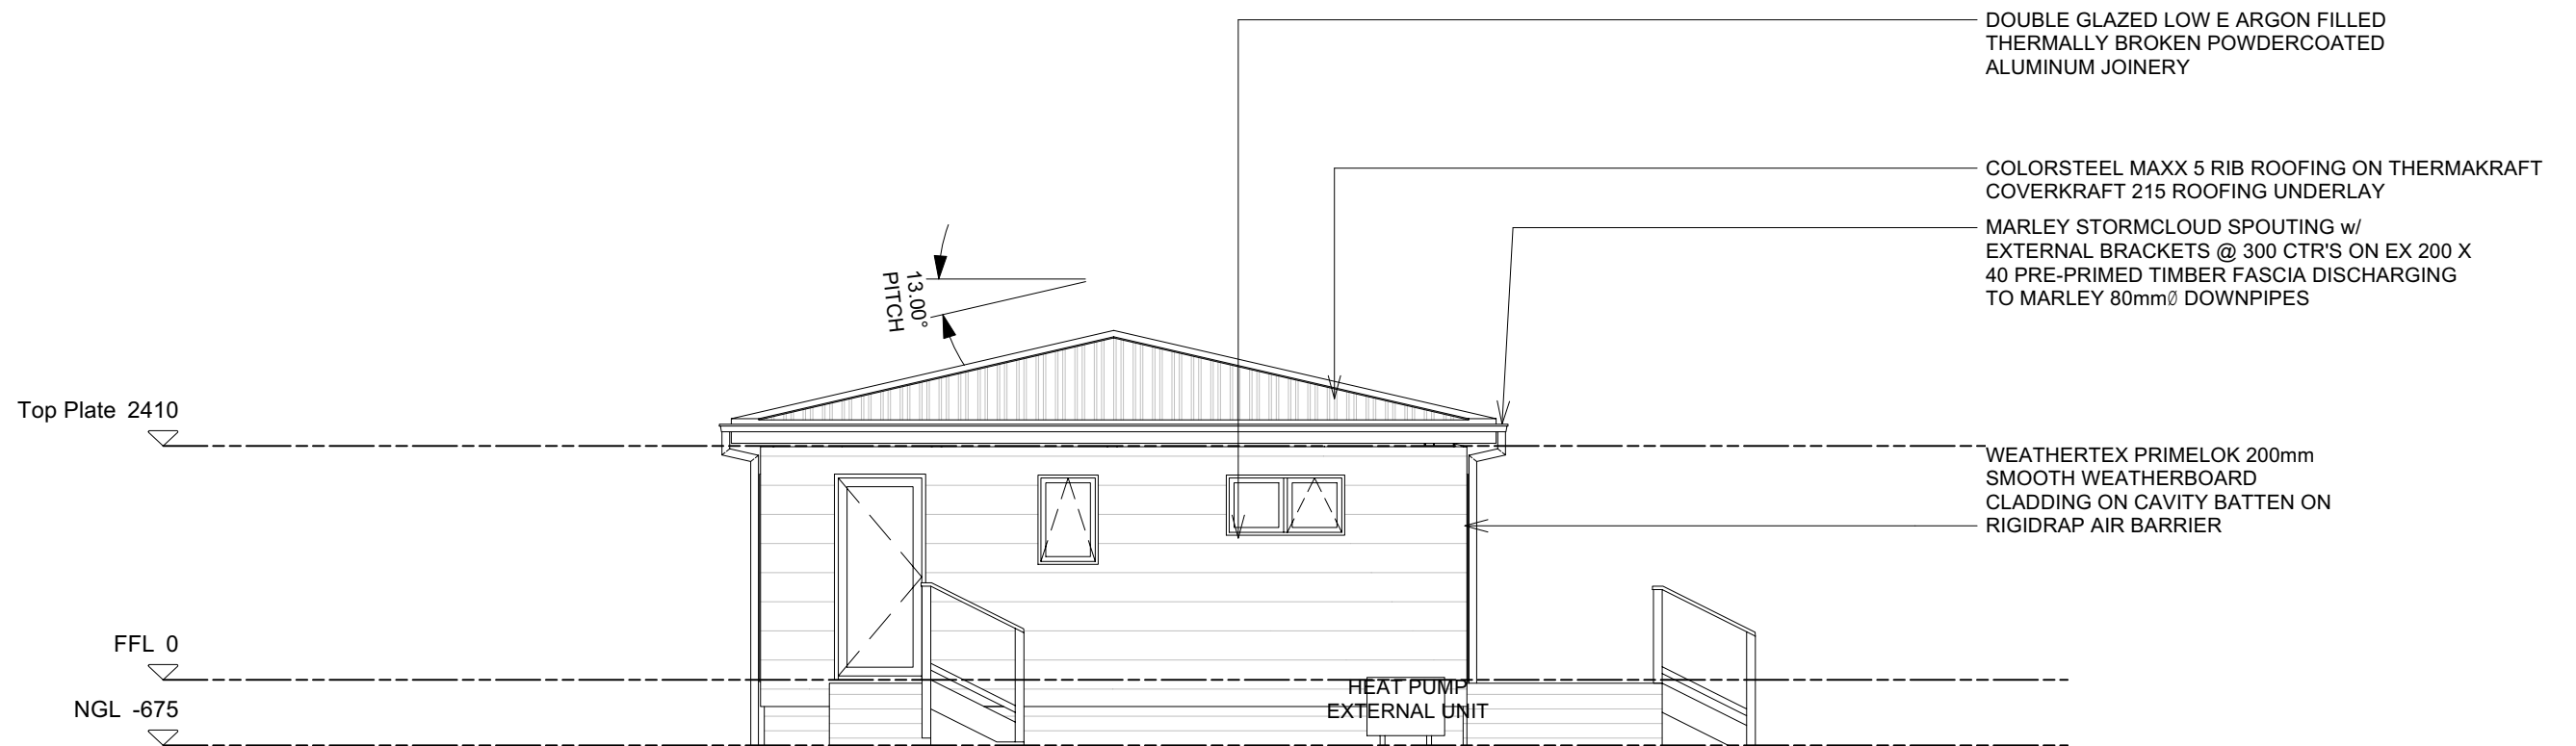 DOUBLE GLAZED LOW E ARGON FILLED
THERMALLY BROKEN POWDERCOATED
ALUMINUM JOINERY
COLORSTEEL MAXX 5 RIB ROOFING ON THERMAKRAFT
COVERKRAFT 215 ROOFING UNDERLAY
MARLEY STORMCLOUD SPOUTING w/
EXTERNAL BRACKETS @ 300 CTR'S ON EX 200 X
40 PRE-PRIMED TIMBER FASCIA DISCHARGING
TO MARLEY 80mmØ DOWNPIPES
13.00°
PITCH
Top Plate 2410
WEATHERTEX PRIMELOK 200mm
SMOOTH WEATHERBOARD
CLADDING ON CAVITY BATTEN ON
RIGIDRAP AIR BARRIER
FFL 0
HEAT PUMP
EXTERNAL UNIT
NGL -675